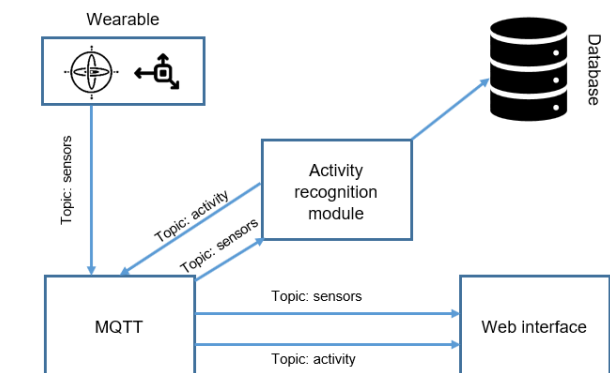 Wearable
Database
Topic: sensors
Activity
recognition
module
Topic: activity
Topic: sensors
MQTT
Topic: sensors
Topic: activity
Web interface